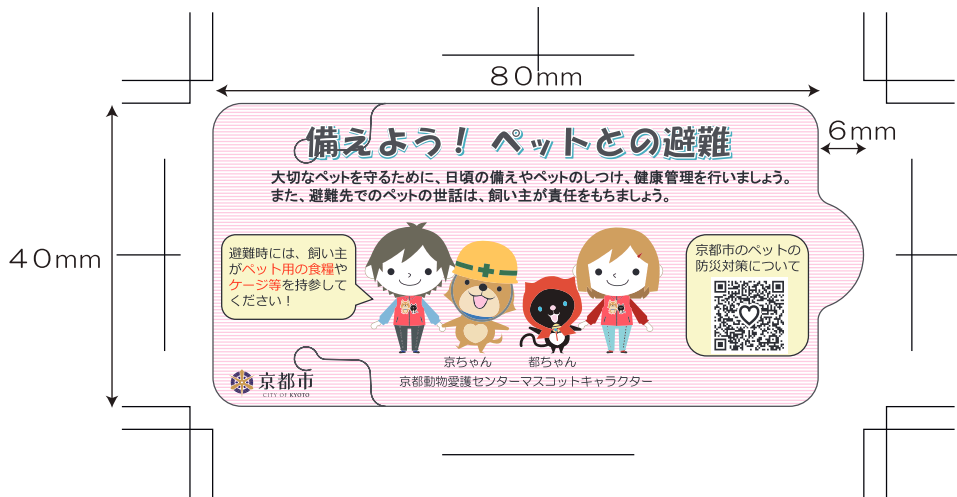 80mm
6mm
40mm
備えよう！ ペットとの避難
大切なペットを守るために、日頃の備えやペットのしつけ、健康管理を行いましょう。
また、避難先でのペットの世話は、飼い主が責任をもちましょう。
避難時には、飼い主
がペット用の食糧や
ケージ等を持参して
ください！
京都市のペットの
防災対策について
京ちゃん
都ちゃん
京都動物愛護センターマスコットキャラクター
京都市
CITY OF KYOTO